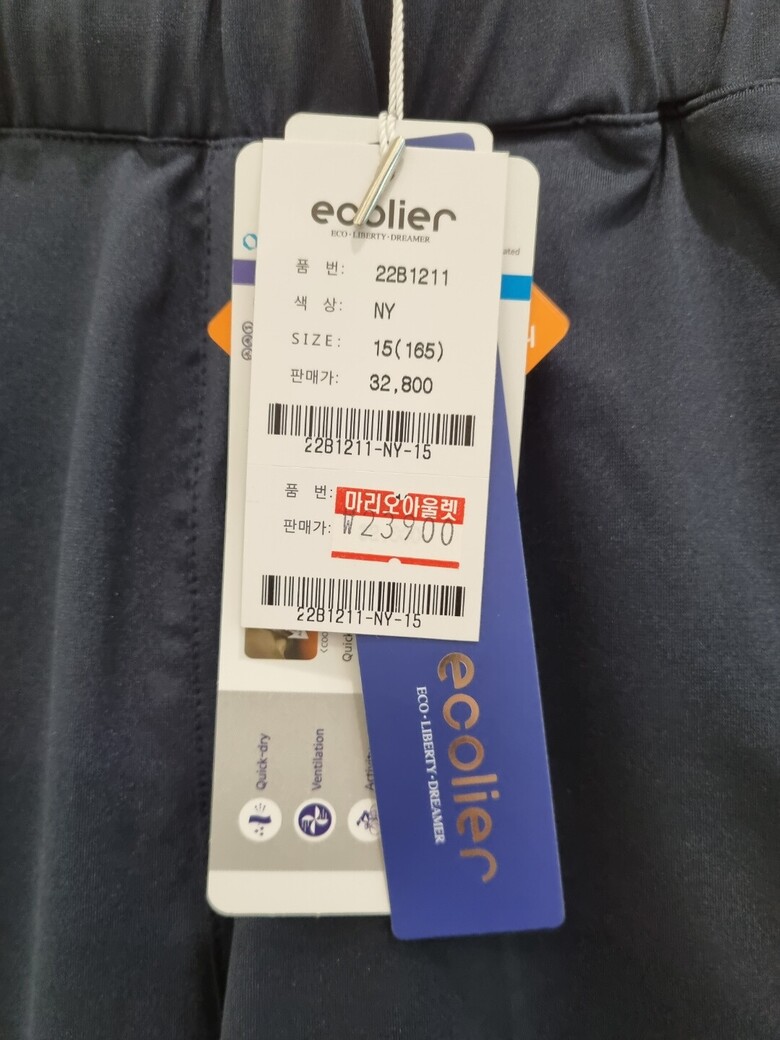 ecolier
ECO·LIBERTY·DREAMER
품 번: 22B1211
색 상: NY
SIZE: 15(165)
판매가: 32,800
22B1211-NY-15
품 번:
마리오아울렛
판매가: ₩23900
22B1211-NY-15
ecolier
ECO·LIBERTY·DREAMER
Quick-dry
Ventilation